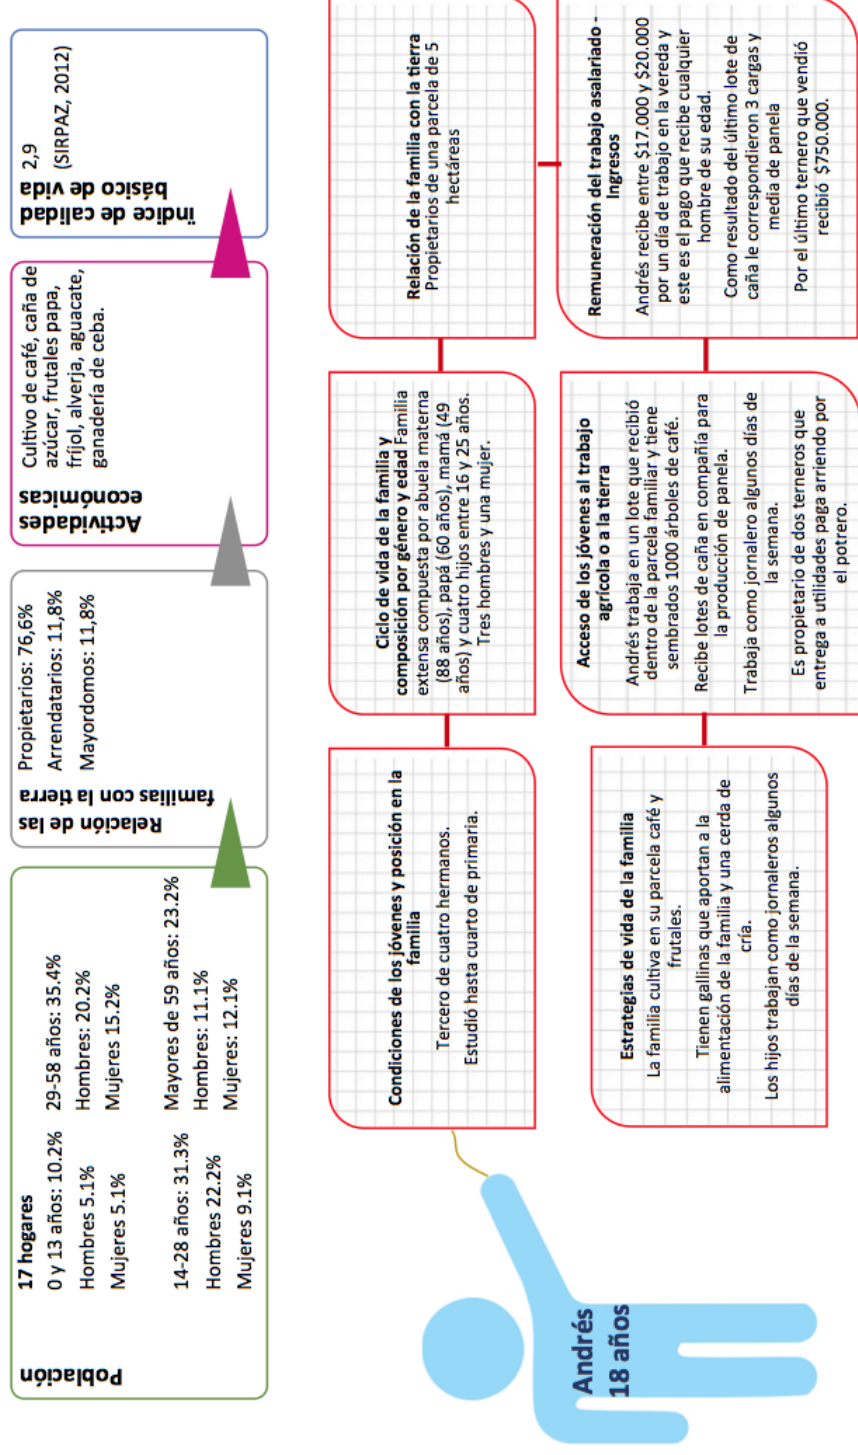 Población
17 hogares
0 y 13 años: 10.2%
Hombres 5.1%
Mujeres 5.1%
14-28 años: 31.3%
Hombres 22.2%
Mujeres 9.1%
29-58 años: 35.4%
Hombres: 20.2%
Mujeres 15.2%
Mayores de 59 años: 23.2%
Hombres: 11.1%
Mujeres: 12.1%
Relación de las
familias con la tierra
Propietarios: 76,6%
Arrendatarios: 11,8%
Mayordomos: 11,8%
Actividades
económicas
Cultivo de café, caña de
azúcar, frutales papa,
fríjol, alverja, aguacate,
ganadería de ceba.
indice de calidad
básico de vida
2,9
(SIRPAZ, 2012)
Andrés
18 años
Condiciones de los jóvenes y posición en la
familia
Tercero de cuatro hermanos.
Estudió hasta cuarto de primaria.
Ciclo de vida de la familia y
composición por género y edad Familia
extensa compuesta por abuela materna
(88 años), papá (60 años), mamá (49
años) y cuatro hijos entre 16 y 25 años.
Tres hombres y una mujer.
Relación de la familia con la tierra
Propietarios de una parcela de 5
hectáreas
Estrategias de vida de la familia
La familia cultiva en su parcela café y
frutales.
Tienen gallinas que aportan a la
alimentación de la familia y una cerda de
cría.
Los hijos trabajan como jornaleros algunos
días de la semana.
Acceso de los jóvenes al trabajo
agrícola o a la tierra
Andrés trabaja en un lote que recibió
dentro de la parcela familiar y tiene
sembrados 1000 árboles de café.
Recibe lotes de caña en compañía para
la producción de panela.
Trabaja como jornalero algunos días de
la semana.
Es propietario de dos terneros que
entrega a utilidades paga arriendo por
el potrero.
Remuneración del trabajo asalariado -
Ingresos
Andrés recibe entre $17.000 y $20.000
por un día de trabajo en la vereda y
este es el pago que recibe cualquier
hombre de su edad.
Como resultado del último lote de
caña le correspondieron 3 cargas y
media de panela
Por el último ternero que vendió
recibió $750.000.